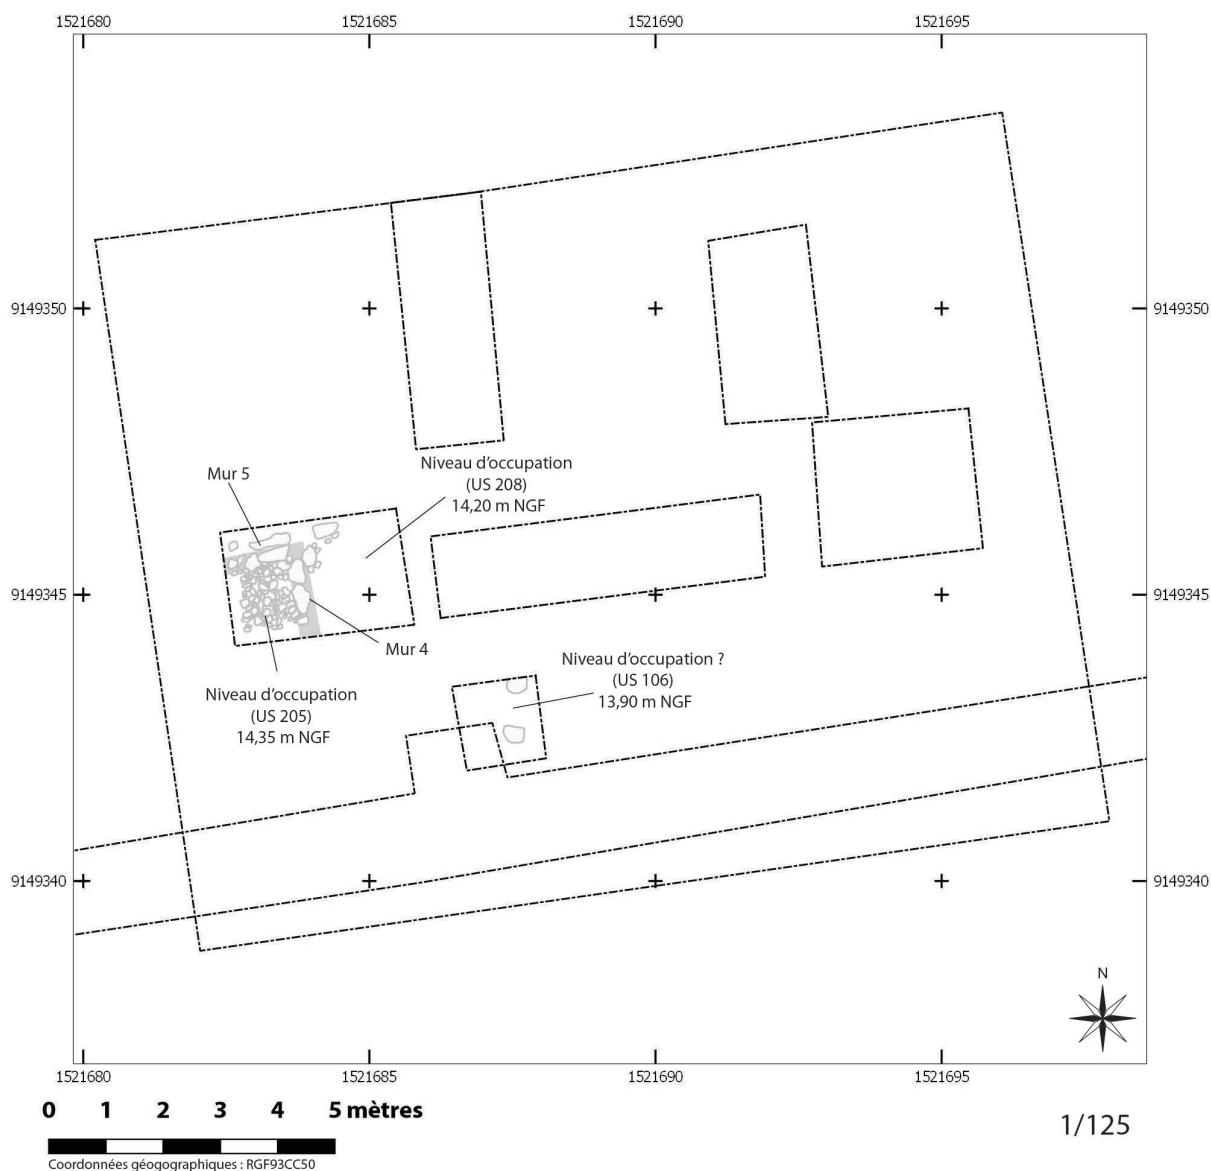 1521680 1521685 1521690 1521695
9149350 9149350
Mur 5
Niveau d'occupation
(US 208)
14,20 m NGF
9149345 9149345
Mur 4
Niveau d'occupation ?
(US 106)
13,90 m NGF
Niveau d'occupation
(US 205)
14,35 m NGF
9149340 9149340
N
1521680 1521685 1521690 1521695
0 1 2 3 4 5 mètres
1/125
Coordonnées géogographiques : RGF93CC50